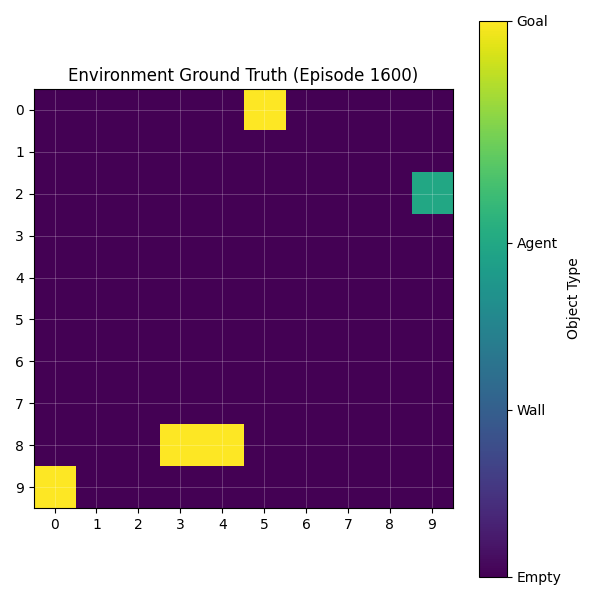 Environment Ground Truth (Episode 1600)
0
1
2
3
4
5
6
7
8
9
0 1 2 3 4 5 6 7 8 9
Goal
Agent
Wall
Empty
Object Type